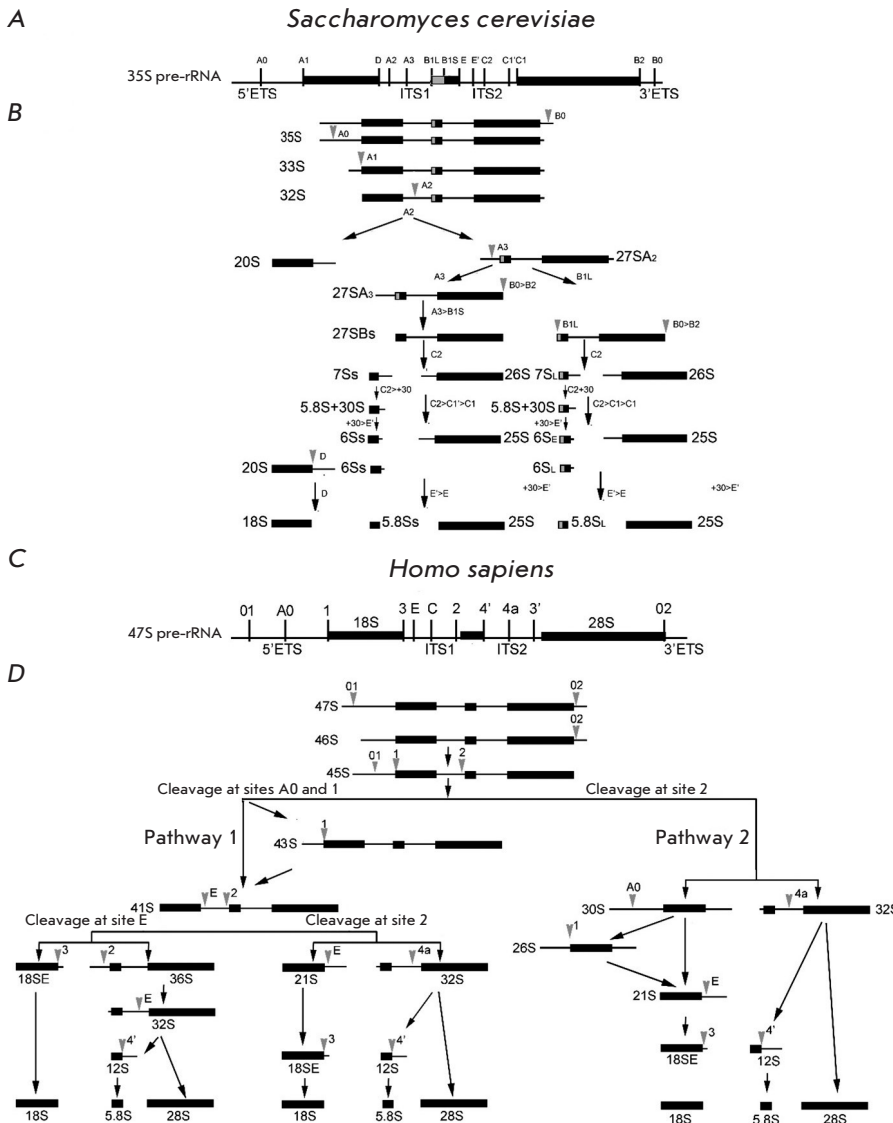 A
Saccharomyces cerevisiae
A0 A1 D A2 A3 B1L B1S E E' C2 C1'C1 B2 B0
35S pre-rRNA
5'ETS ITS1 ITS2 3'ETS
B
B0
35S A0
33S A1
32S A2
A2
20S A3 27SA2
A3 B1L
27SA3 B0>B2
A3>B1S
27SBs B1L B0>B2
C2 C2
7Ss 26S 7SL 26S
C2>+30 C2>C1'>C1 C2+30 C2>C1>C1
5.8S+30S 5.8S+30S
+30>E' +30>E'
6Ss 25S 6SE 25S
20S D 6Ss 6SL
D E'>E +30>E' E'>E +30>E'
18S 5.8Ss 25S 5.8SL 25S
C
Homo sapiens
01 A0 1 18S 3 E C 2 4' 4a 3' 28S 02
47S pre-rRNA
5'ETS ITS1 ITS2 3'ETS
D
01 02
47S
02
46S
01 1 2
45S
Cleavage at sites A0 and 1 Cleavage at site 2
Pathway 1 Pathway 2
1
43S
E 2
41S
A0 4a
30S 32S
Cleavage at site E Cleavage at site 2
1
26S
3 2 E 4a
18SE 36S 21S 32S
E
21S
E
32S
4' 3 4' 3 4'
12S 18SE 12S 18SE 12S
18S 5.8S 28S 18S 5.8S 28S 18S 5.8S 28S